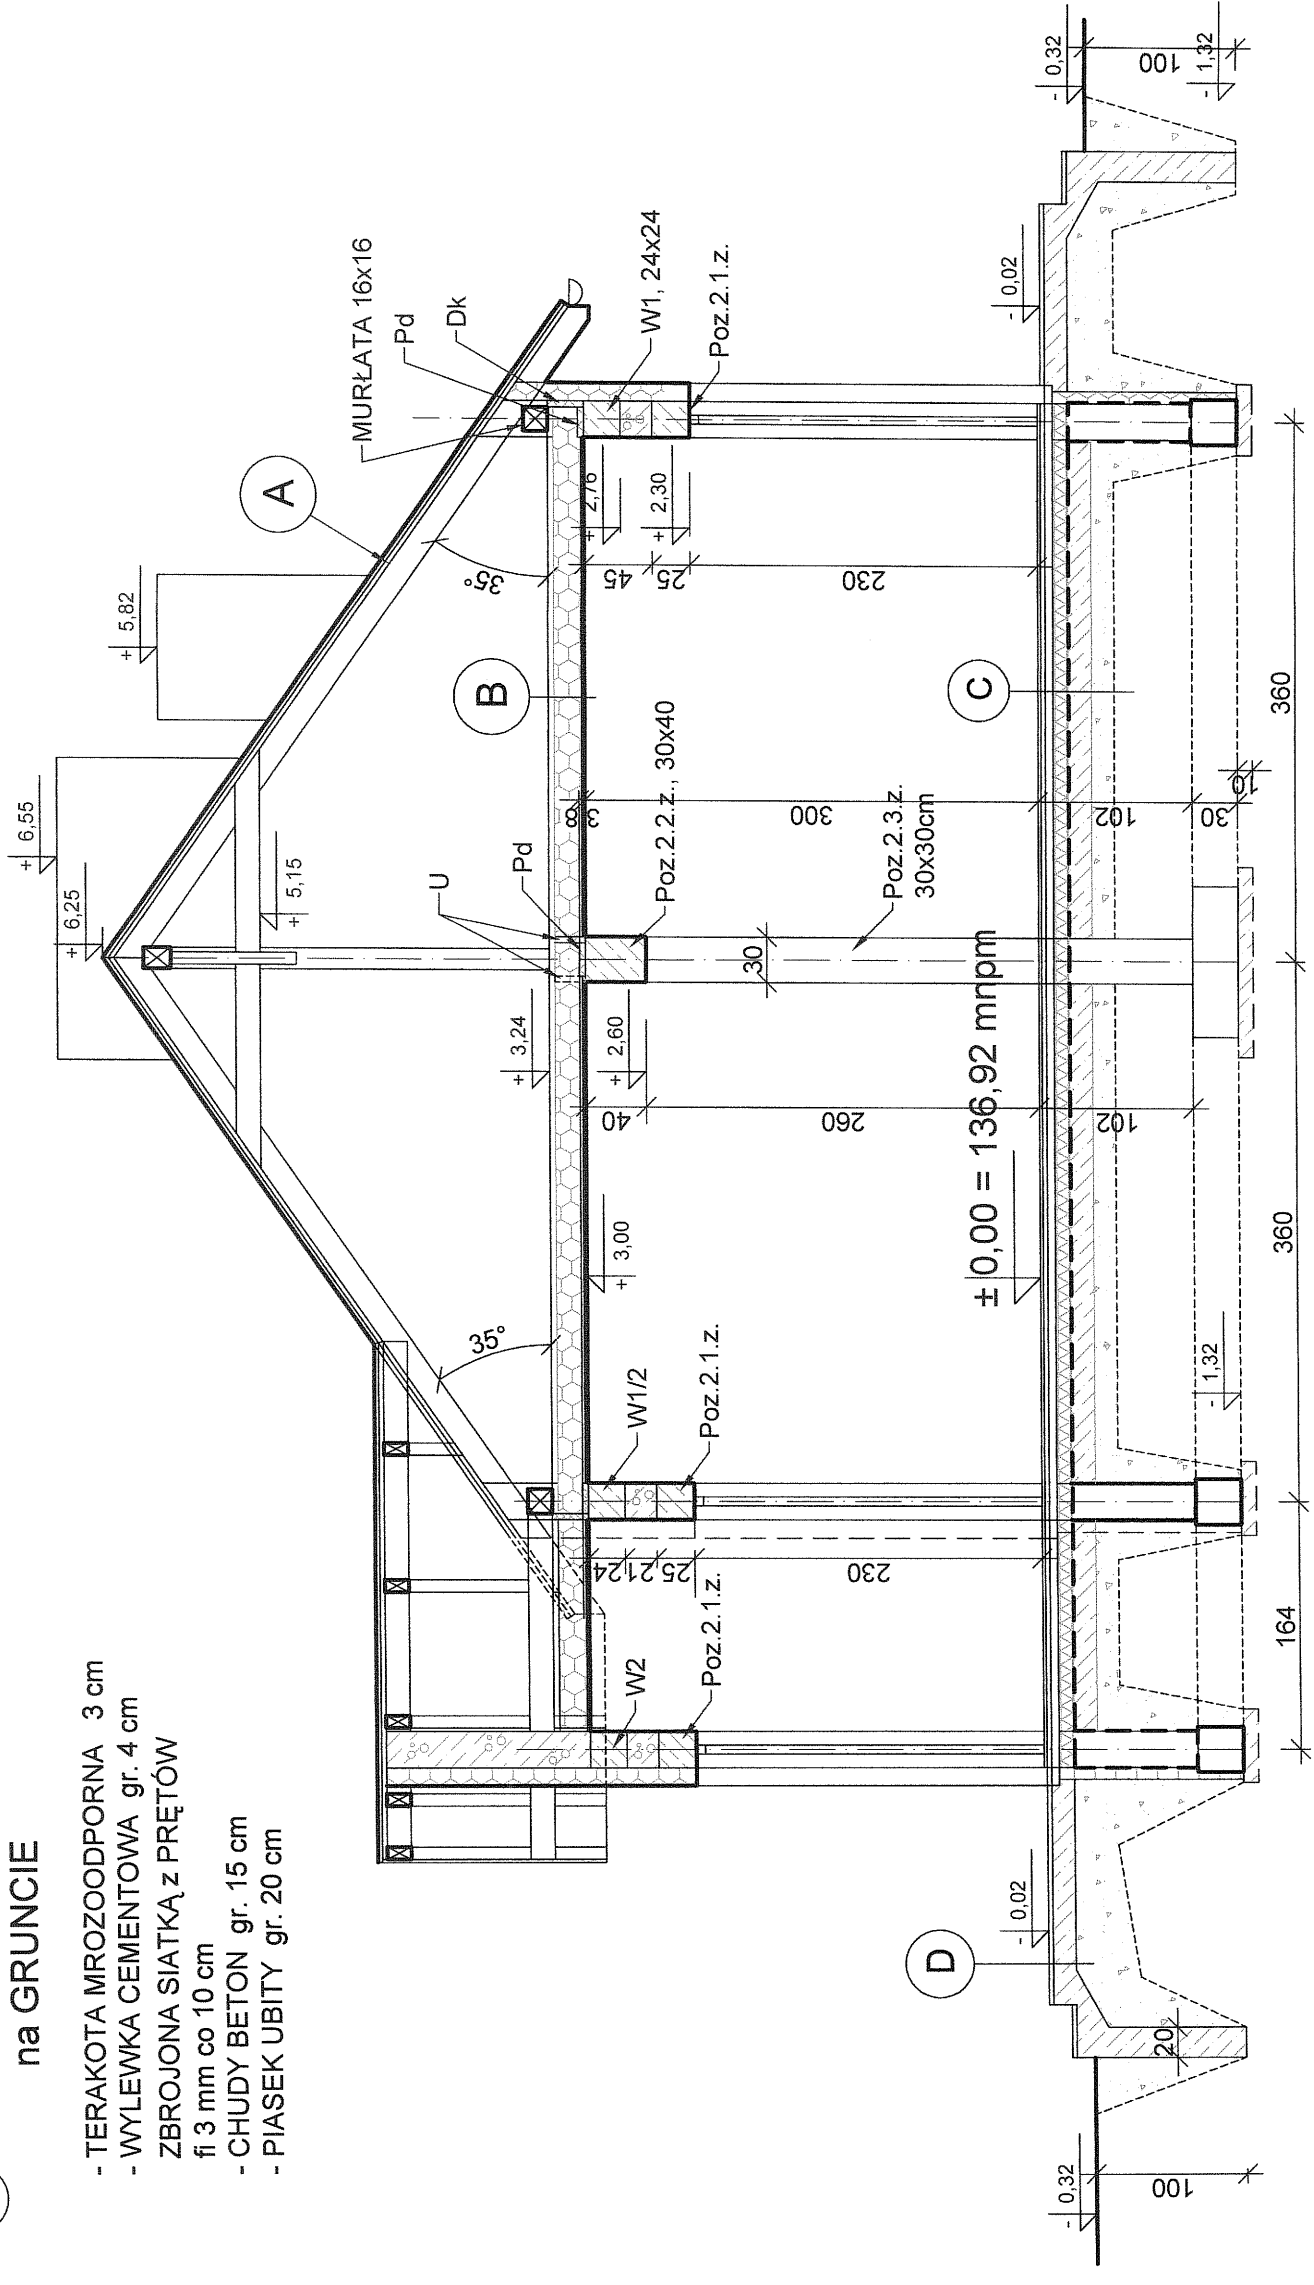 na GRUNCIE
- TERAKOTA MROZOODPORNA 3 cm
- WYLEWKA CEMENTOWA gr. 4 cm
ZBROJONA SIATKĄ z PRĘTÓW
fi 3 mm co 10 cm
- CHUDY BETON gr. 15 cm
- PIASEK UBITY gr. 20 cm
+ 6,55
+ 6,25
+ 5,82
+ 5,15
A
MURŁATA 16x16
Pd
Dk
W1, 24x24
Poz.2.1.z.
35°
35°
B
U
Pd
Poz.2.2.z., 30x40
+ 3,24
+ 2,60
+ 3,00
+ 2,76
+ 2,30
45
25
230
38
300
102
30
10
40
260
102
30
Poz.2.3.z.
30x30cm
± 0,00 = 136,92 mnpm
W1/2
Poz.2.1.z.
24
21
25
230
W2
Poz.2.1.z.
C
D
- 0,02
- 0,02
- 0,32
- 0,32
- 1,32
- 1,32
100
100
20
164
360
360